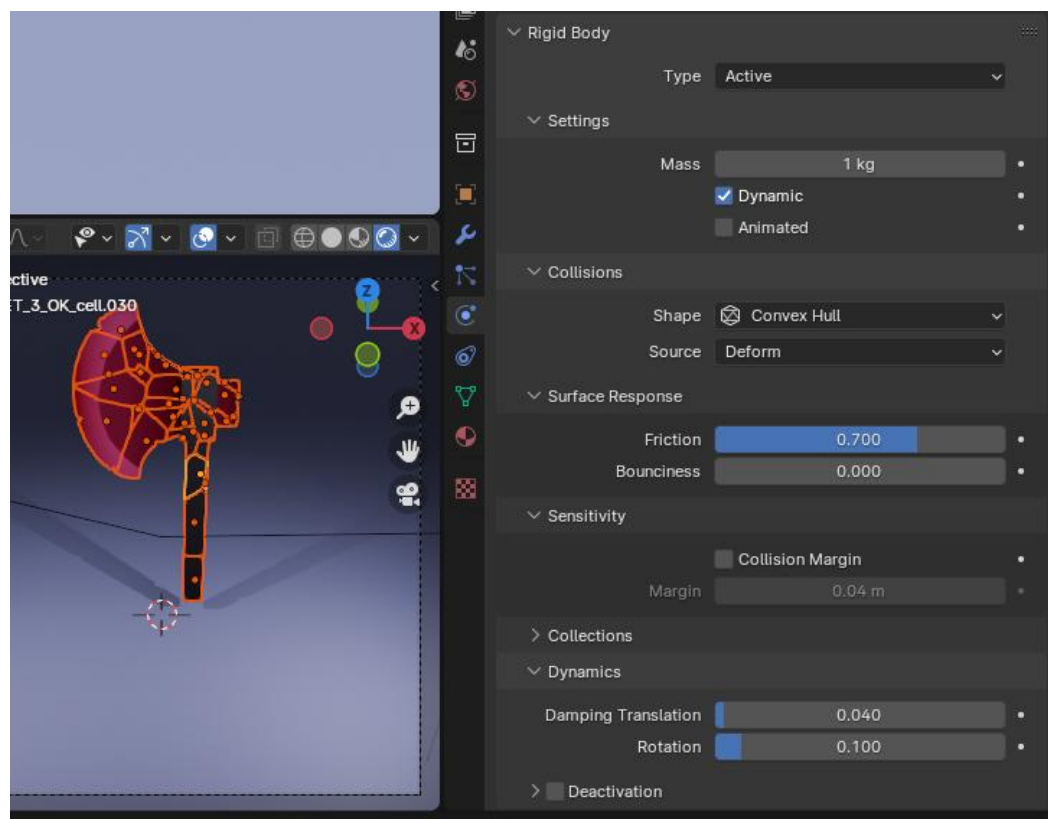 Rigid Body
Type Active
Settings
Mass 1 kg
Dynamic
Animated
Collisions
Shape Convex Hull
Source Deform
Surface Response
Friction 0.700
Bounciness 0.000
Sensitivity
Collision Margin
Margin 0.04 m
Collections
Dynamics
Damping Translation 0.040
Rotation 0.100
Deactivation
ective
T_3_OK_cell.030
Z
X